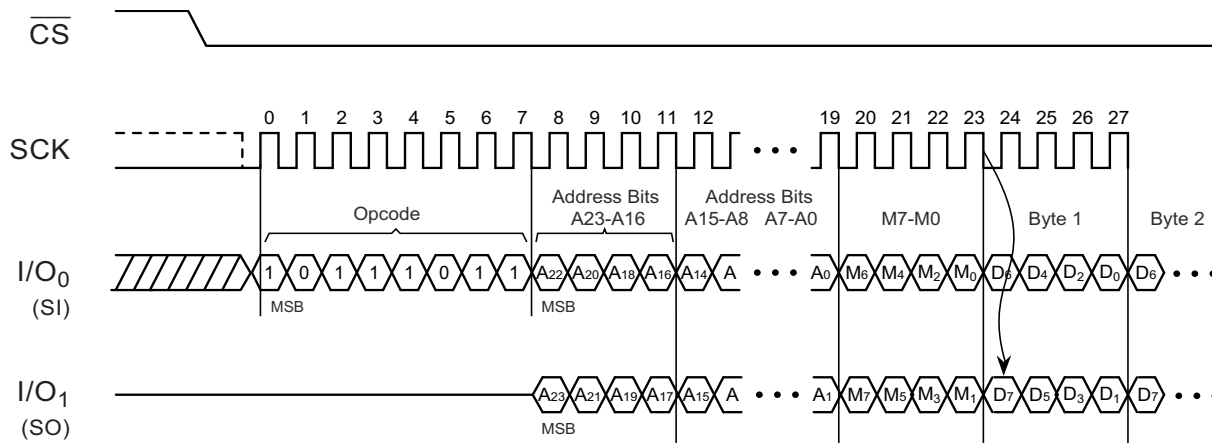 CS
0 1 2 3 4 5 6 7 8 9 10 11 12 19 20 21 22 23 24 25 26 27
SCK • • •
Address Bits Address Bits
Opcode A23-A16 A15-A8 A7-A0 M7-M0 Byte 1 Byte 2
I/O0 1 0 1 1 1 0 1 1 A22 A20 A18 A16 A14 A • • • A0 M6 M4 M2 M0 D6 D4 D2 D0 D6 • • • •
(SI) MSB MSB
I/O1 A23 A21 A19 A17 A15 A • • • A1 M7 M5 M3 M1 D7 D5 D3 D1 D7 • • • •
(SO) MSB